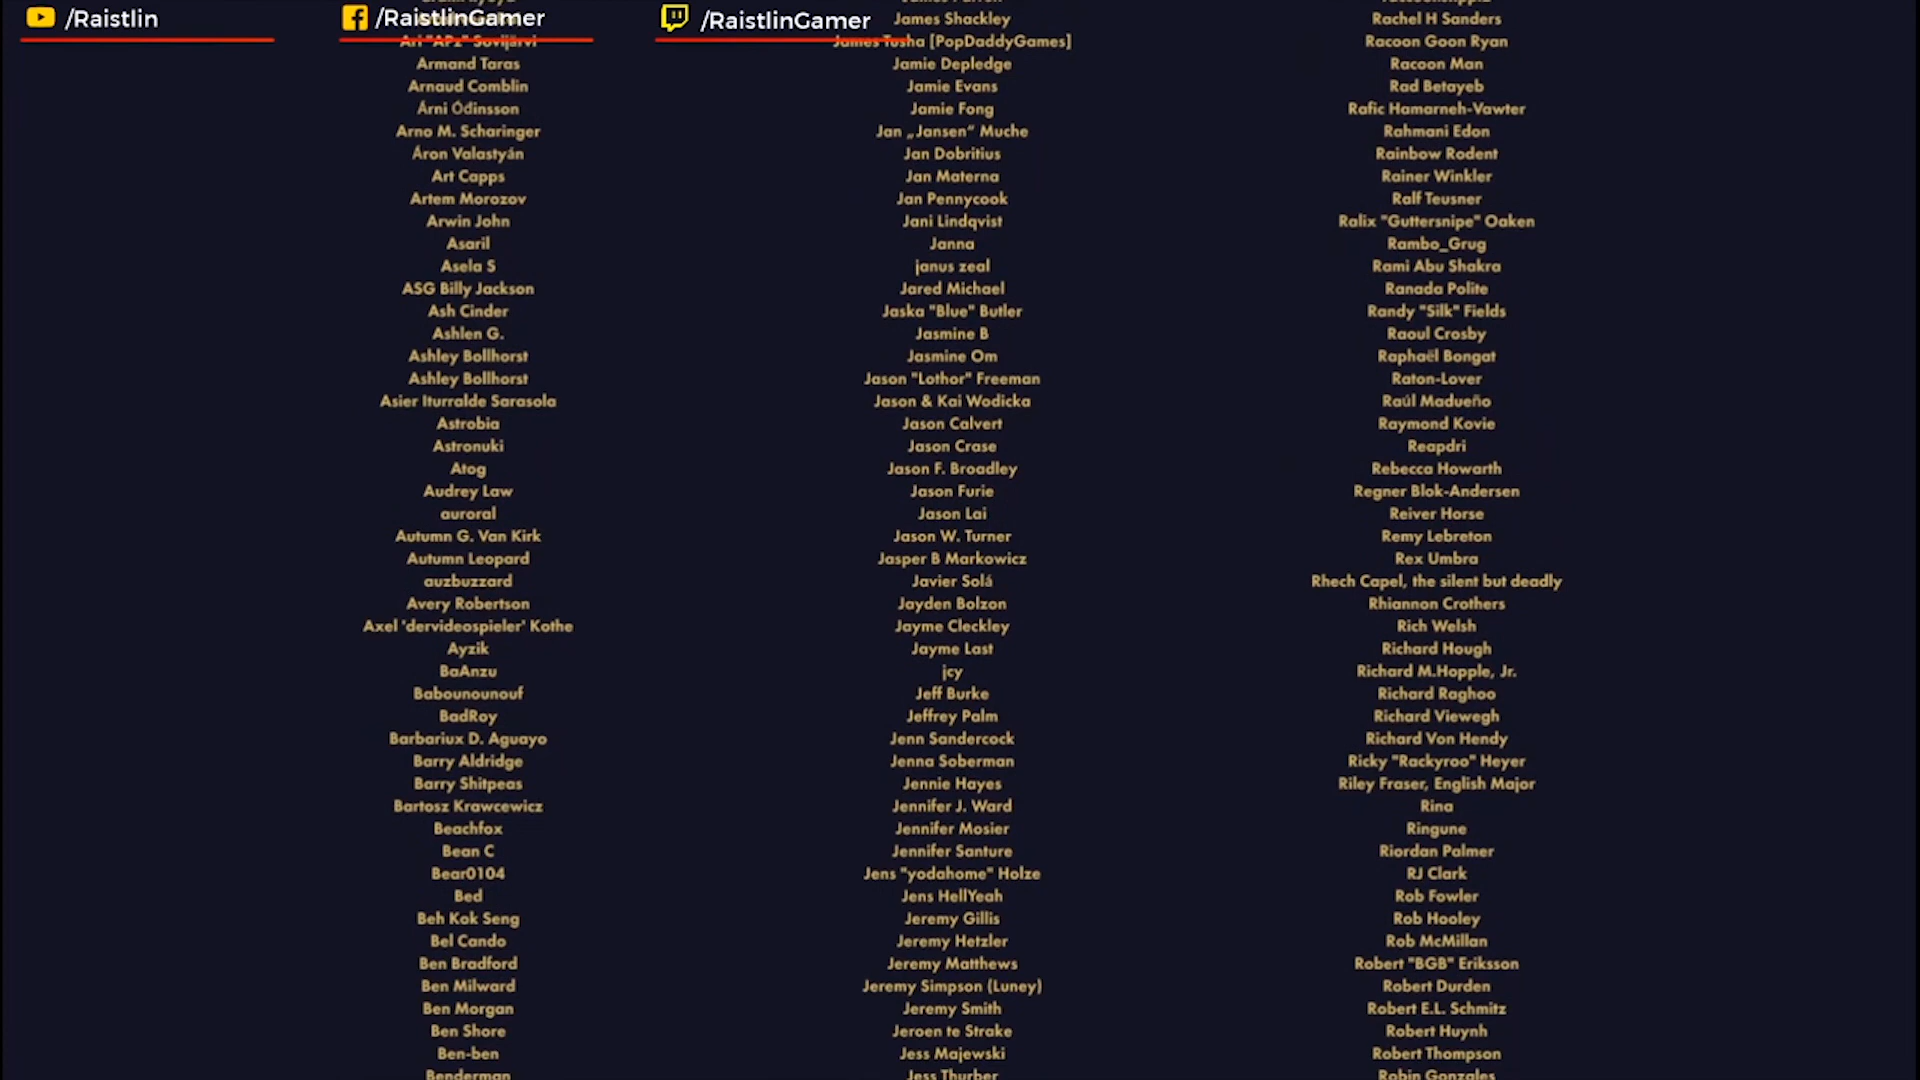 /Raistlin
/RaistlinGamer
/RaistlinGamer
Ari "APz" Sovijärvi
Armand Taras
Arnaud Comblin
Árni Óðinsson
Arno M. Scharinger
Áron Valastyán
Art Capps
Artem Morozov
Arwin John
Asaril
Asela S
ASG Billy Jackson
Ash Cinder
Ashlen G.
Ashley Bollhorst
Ashley Bollhorst
Asier Iturralde Sarasola
Astrobia
Astronuki
Atog
Audrey Law
auroral
Autumn G. Van Kirk
Autumn Leopard
auzbuzzard
Avery Robertson
Axel 'dervideospieler' Kothe
Ayzik
BaAnzu
Babounounouf
BadRoy
Barbariux D. Aguayo
Barry Aldridge
Barry Shitpeas
Bartosz Krawcewicz
Beachfox
Bean C
Bear0104
Bed
Beh Kok Seng
Bel Cando
Ben Bradford
Ben Milward
Ben Morgan
Ben Shore
Ben-ben
Benderman
James Shackley
James Tusha [PopDaddyGames]
Jamie Depledge
Jamie Evans
Jamie Fong
Jan „Jansen“ Muche
Jan Dobritius
Jan Materna
Jan Pennycook
Jani Lindqvist
Janna
janus zeal
Jared Michael
Jaska "Blue" Butler
Jasmine B
Jasmine Om
Jason "Lothor" Freeman
Jason & Kai Wodicka
Jason Calvert
Jason Crase
Jason F. Broadley
Jason Furie
Jason Lai
Jason W. Turner
Jasper B Markowicz
Javier Solá
Jayden Bolzon
Jayme Cleckley
Jayme Last
jcy
Jeff Burke
Jeffrey Palm
Jenn Sandercock
Jenna Soberman
Jennie Hayes
Jennifer J. Ward
Jennifer Mosier
Jennifer Santure
Jens "yodahome" Holze
Jens HellYeah
Jeremy Gillis
Jeremy Hetzler
Jeremy Matthews
Jeremy Simpson (Luney)
Jeremy Smith
Jeroen te Strake
Jess Majewski
Jess Thurber
Rachel H Sanders
Racoon Goon Ryan
Racoon Man
Rad Betayeb
Rafic Hamarneh-Vawter
Rahmani Edon
Rainbow Rodent
Rainer Winkler
Ralf Teusner
Ralix "Guttersnipe" Oaken
Rambo_Grug
Rami Abu Shakra
Ranada Polite
Randy "Silk" Fields
Raoul Crosby
Raphaël Bongat
Raton-Lover
Raúl Madueño
Raymond Kovie
Reapdri
Rebecca Howarth
Regner Blok-Andersen
Reiver Horse
Remy Lebreton
Rex Umbra
Rhech Capel, the silent but deadly
Rhiannon Crothers
Rich Welsh
Richard Hough
Richard M.Hopple, Jr.
Richard Raghoo
Richard Viewegh
Richard Von Hendy
Ricky "Rackyroo" Heyer
Riley Fraser, English Major
Rina
Ringune
Riordan Palmer
RJ Clark
Rob Fowler
Rob Hooley
Rob McMillan
Robert "BGB" Eriksson
Robert Durden
Robert E.L. Schmitz
Robert Huynh
Robert Thompson
Robin Gonzales